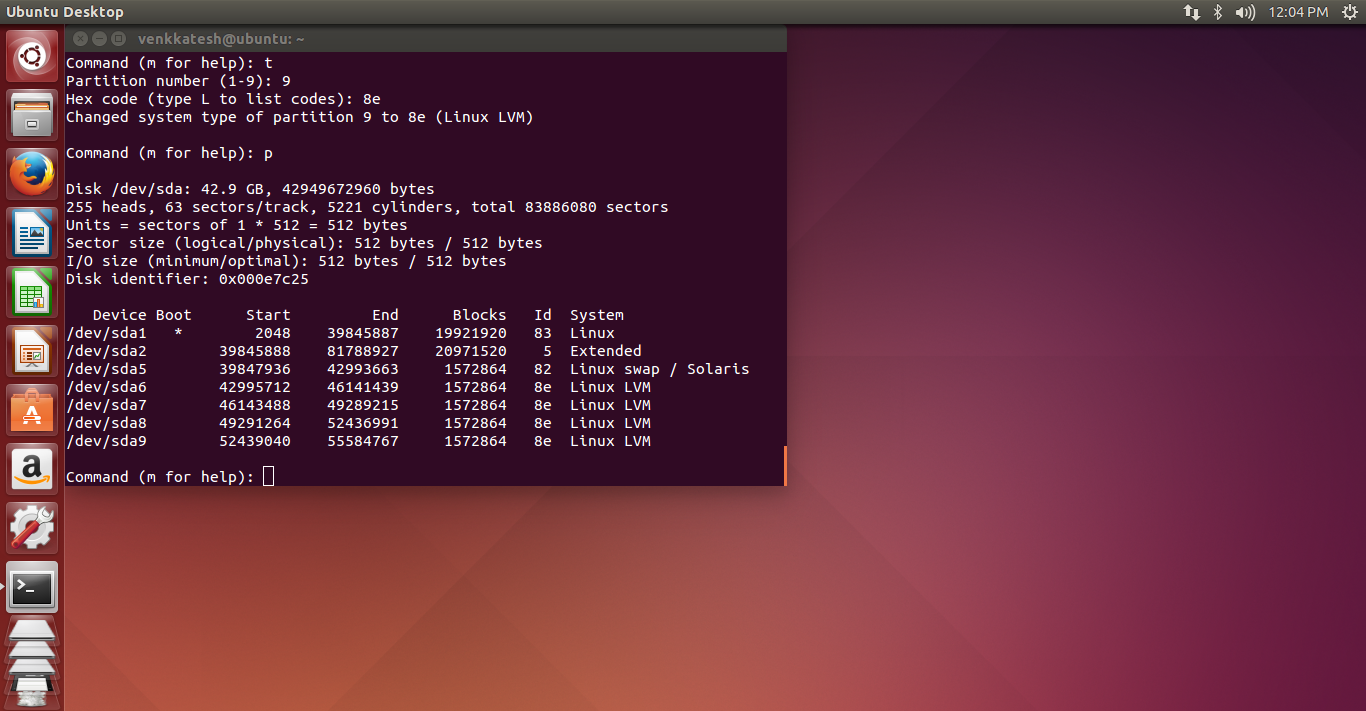 Ubuntu Desktop
12:04 PM
venkkatesh@ubuntu: ~
Command (m for help): t
Partition number (1-9): 9
Hex code (type L to list codes): 8e
Changed system type of partition 9 to 8e (Linux LVM)
Command (m for help): p
Disk /dev/sda: 42.9 GB, 42949672960 bytes
255 heads, 63 sectors/track, 5221 cylinders, total 83886080 sectors
Units = sectors of 1 * 512 = 512 bytes
Sector size (logical/physical): 512 bytes / 512 bytes
I/O size (minimum/optimal): 512 bytes / 512 bytes
Disk identifier: 0x000e7c25
Device Boot Start End Blocks Id System
/dev/sda1 * 2048 39845887 19921920 83 Linux
/dev/sda2 39845888 81788927 20971520 5 Extended
/dev/sda5 39847936 42993663 1572864 82 Linux swap / Solaris
/dev/sda6 42995712 46141439 1572864 8e Linux LVM
/dev/sda7 46143488 49289215 1572864 8e Linux LVM
/dev/sda8 49291264 52436991 1572864 8e Linux LVM
/dev/sda9 52439040 55584767 1572864 8e Linux LVM
Command (m for help):